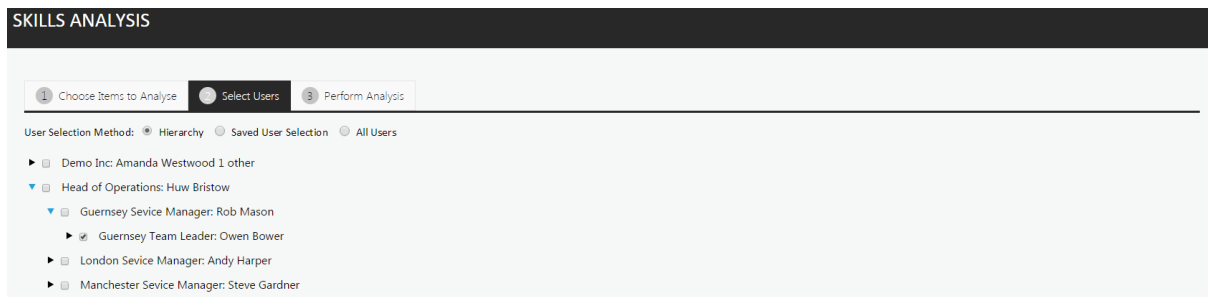 SKILLS ANALYSIS
1 Choose Items to Analyse 2 Select Users 3 Perform Analysis
User Selection Method: Hierarchy Saved User Selection All Users
Demo Inc: Amanda Westwood 1 other
Head of Operations: Huw Bristow
Guernsey Sevice Manager: Rob Mason
Guernsey Team Leader: Owen Bower
London Sevice Manager: Andy Harper
Manchester Sevice Manager: Steve Gardner